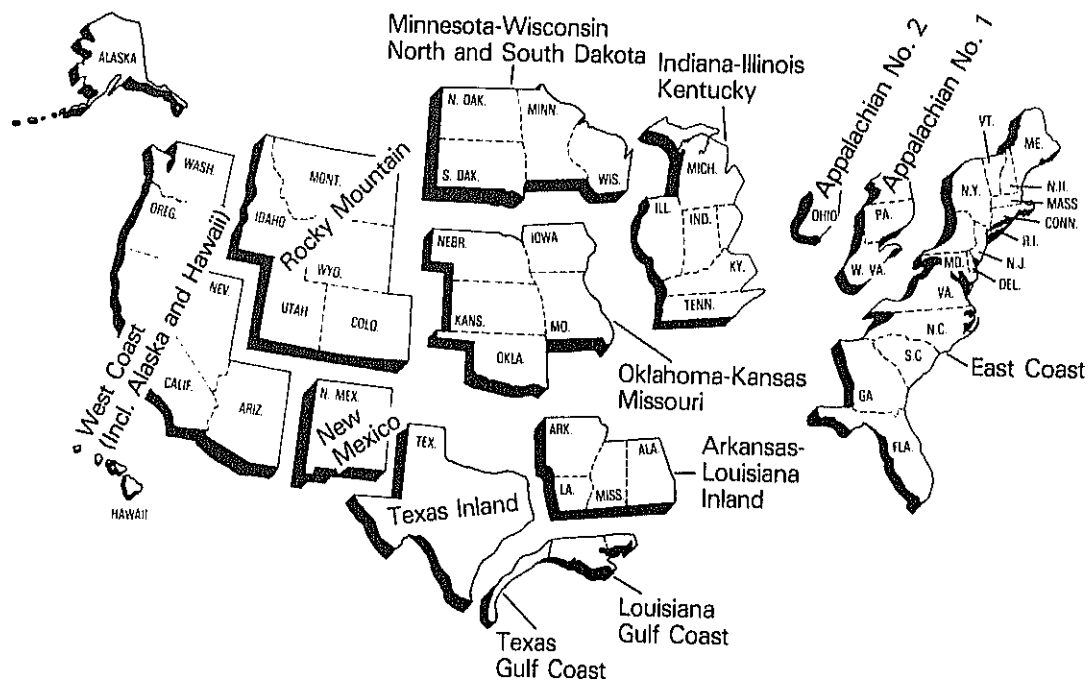 ALASKA
Minnesota-Wisconsin
North and South Dakota
Indiana-Illinois
Kentucky
Appalachian No. 2
Appalachian No. 1
WASH.
OREG.
NEV.
CALIF.
ARIZ.
West Coast
(Incl. Alaska and Hawaii)
HAWAII
MONT.
IDAHO
WYO.
UTAH
COLO.
Rocky Mountain
N. MEX.
New
Mexico
N. DAK.
MINN.
S. DAK.
WIS.
NEBR.
IOWA
KANS.
MO.
OKLA.
Oklahoma-Kansas
Missouri
MICH.
ILL.
IND.
KY.
TENN.
OHIO
PA.
W. VA.
VT.
ME.
N.Y.
N.H.
MASS
CONN.
R.I.
N.J.
MD.
DEL.
VA.
N.C.
S.C
GA
FLA.
East Coast
TEX.
Texas Inland
ARK.
ALA.
LA.
MISS.
Arkansas-
Louisiana
Inland
Louisiana
Gulf Coast
Texas
Gulf Coast